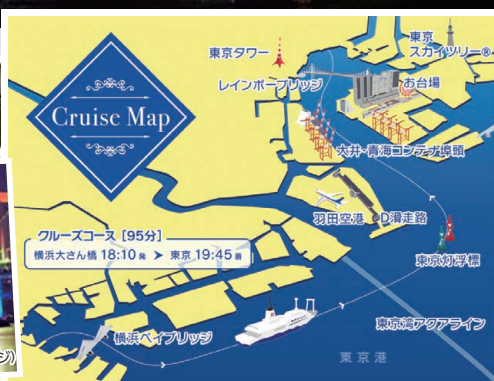 東京
スカイツリー®
東京タワー
レインボーブリッジ
お台場
Cruise Map
大井・青海コンテナ埠頭
羽田空港
D滑走路
クルーズコース [95分]
横浜大さん橋 18:10発 ➤ 東京 19:45着
東京灯浮標
横浜ベイブリッジ
東京湾アクアライン
東京港
ジ)